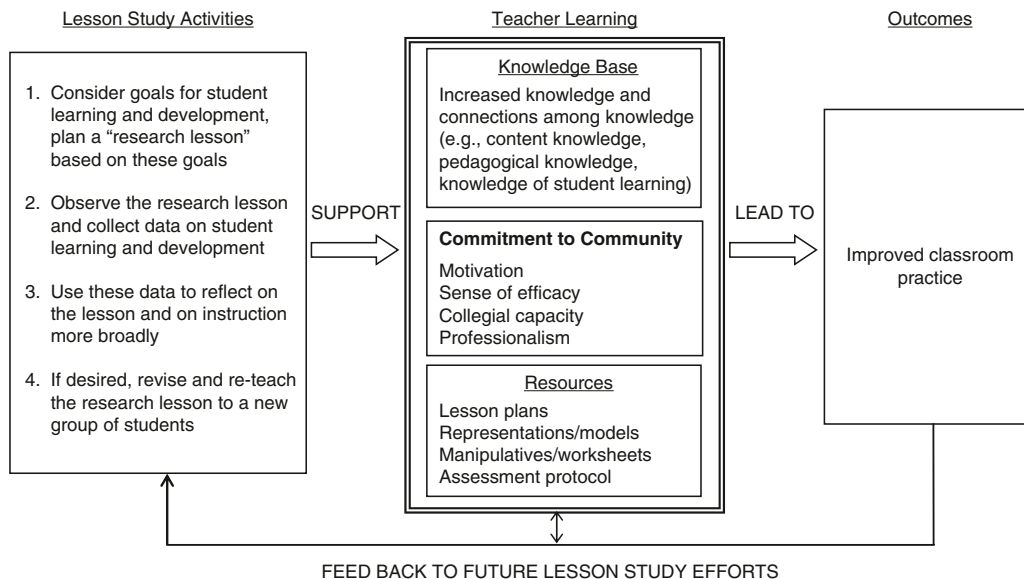 Lesson Study Activities
1. Consider goals for student
learning and development,
plan a “research lesson”
based on these goals
2. Observe the research lesson
and collect data on student
learning and development
3. Use these data to reflect on
the lesson and on instruction
more broadly
4. If desired, revise and re-teach
the research lesson to a new
group of students
SUPPORT
Teacher Learning
Knowledge Base
Increased knowledge and
connections among knowledge
(e.g., content knowledge,
pedagogical knowledge,
knowledge of student learning)
Commitment to Community
Motivation
Sense of efficacy
Collegial capacity
Professionalism
Resources
Lesson plans
Representations/models
Manipulatives/worksheets
Assessment protocol
LEAD TO
Outcomes
Improved classroom
practice
FEED BACK TO FUTURE LESSON STUDY EFFORTS